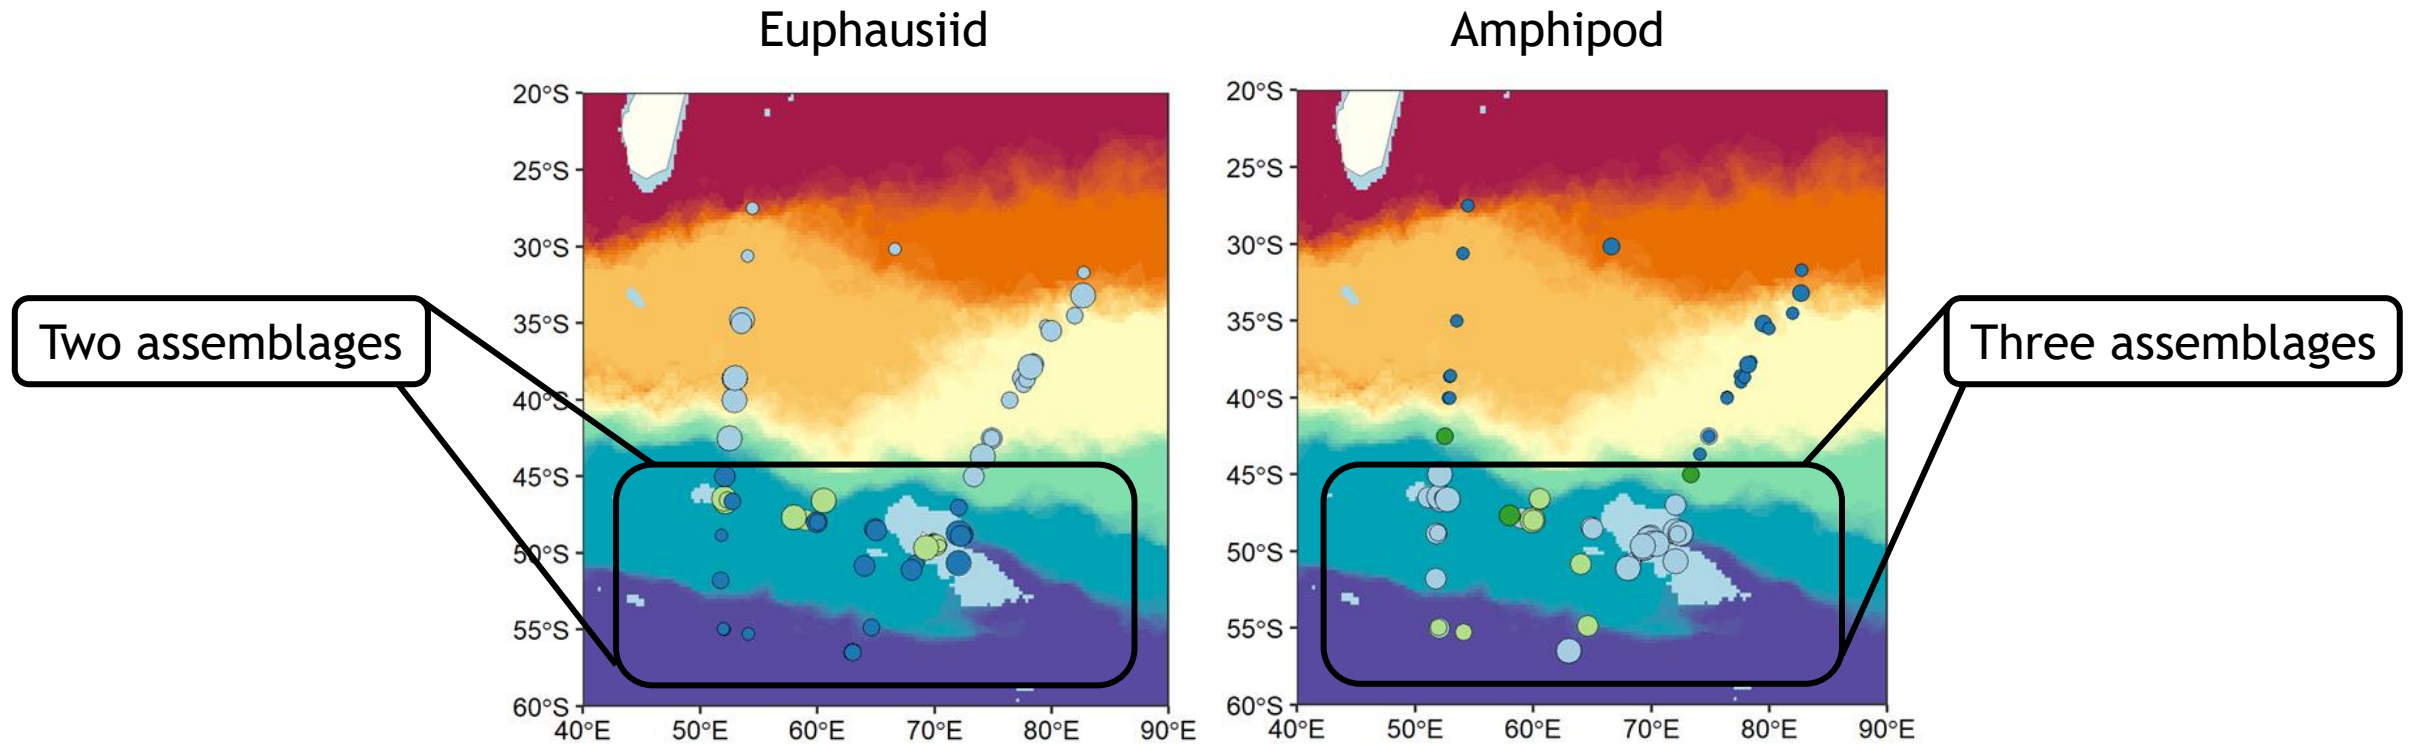 Euphausiid
Amphipod
20°S
25°S
30°S
35°S
40°S
45°S
50°S
55°S
60°S
40°E 50°E 60°E 70°E 80°E 90°E
20°S
25°S
30°S
35°S
40°S
45°S
50°S
55°S
60°S
40°E 50°E 60°E 70°E 80°E 90°E
Two assemblages
Three assemblages